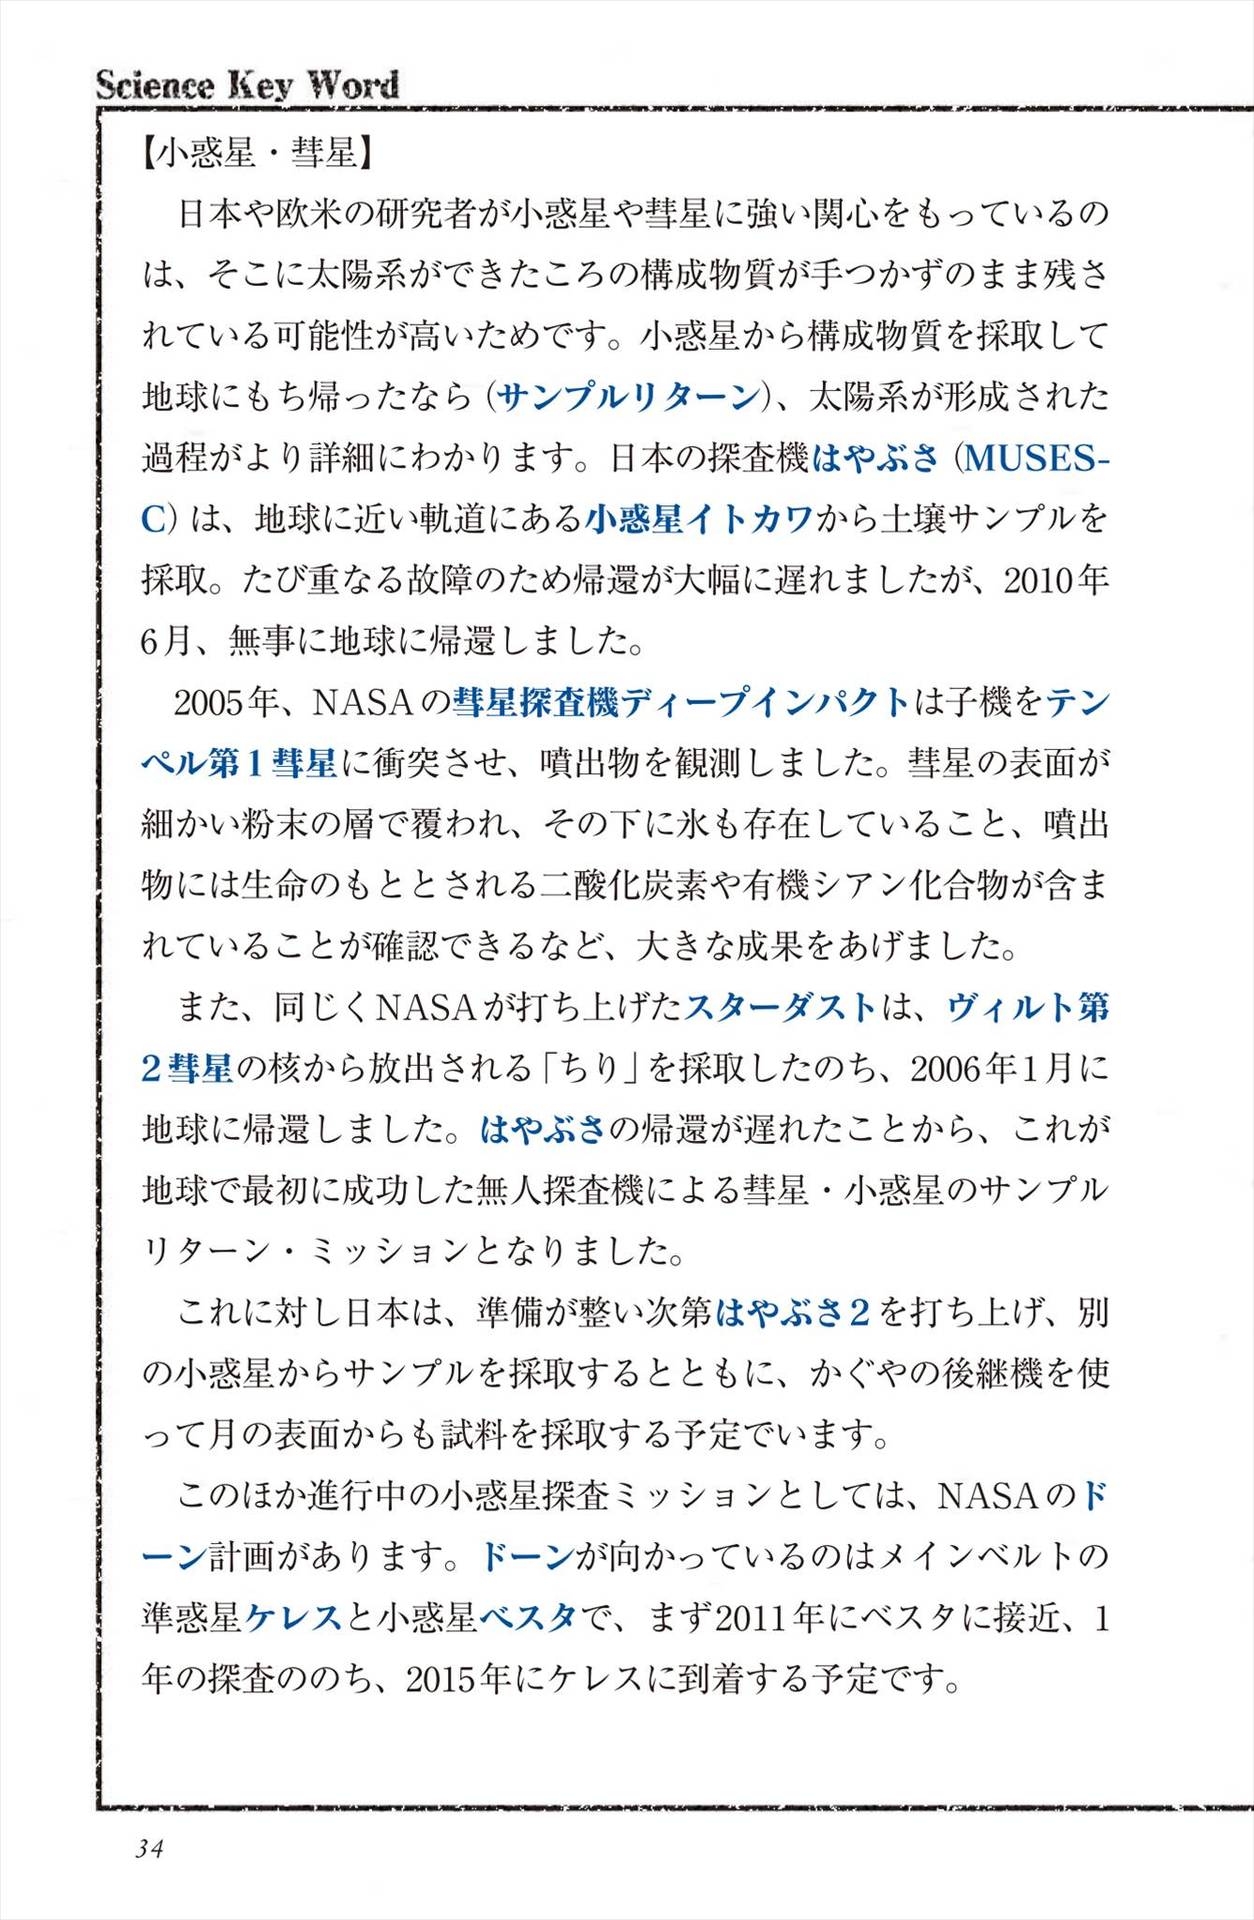 Science Key Word
【小惑星・彗星】
日本や欧米の研究者が小惑星や彗星に強い関心をもっているの
は、そこに太陽系ができたころの構成物質が手つかずのまま残さ
れている可能性が高いためです。小惑星から構成物質を採取して
地球にもち帰ったなら（サンプルリターン）、太陽系が形成された
過程がより詳細にわかります。日本の探査機はやぶさ（MUSES-
C）は、地球に近い軌道にある小惑星イトカワから土壌サンプルを
採取。たび重なる故障のため帰還が大幅に遅れましたが、2010年
6月、無事に地球に帰還しました。
2005年、NASAの彗星探査機ディープインパクトは子機をテン
ペル第1彗星に衝突させ、噴出物を観測しました。彗星の表面が
細かい粉末の層で覆われ、その下に氷も存在していること、噴出
物には生命のもととされる二酸化炭素や有機シアン化合物が含ま
れていることが確認できるなど、大きな成果をあげました。
また、同じくNASAが打ち上げたスターダストは、ヴィルト第
2彗星の核から放出される「ちり」を採取したのち、2006年1月に
地球に帰還しました。はやぶさの帰還が遅れたことから、これが
地球で最初に成功した無人探査機による彗星・小惑星のサンプル
リターン・ミッションとなりました。
これに対し日本は、準備が整い次第はやぶさ2を打ち上げ、別
の小惑星からサンプルを採取するとともに、かぐやの後継機を使
って月の表面からも試料を採取する予定でいます。
このほか進行中の小惑星探査ミッションとしては、NASAのド
ーン計画があります。ドーンが向かっているのはメインベルトの
準惑星ケレスと小惑星ベスタで、まず2011年にベスタに接近、1
年の探査ののち、2015年にケレスに到着する予定です。
34